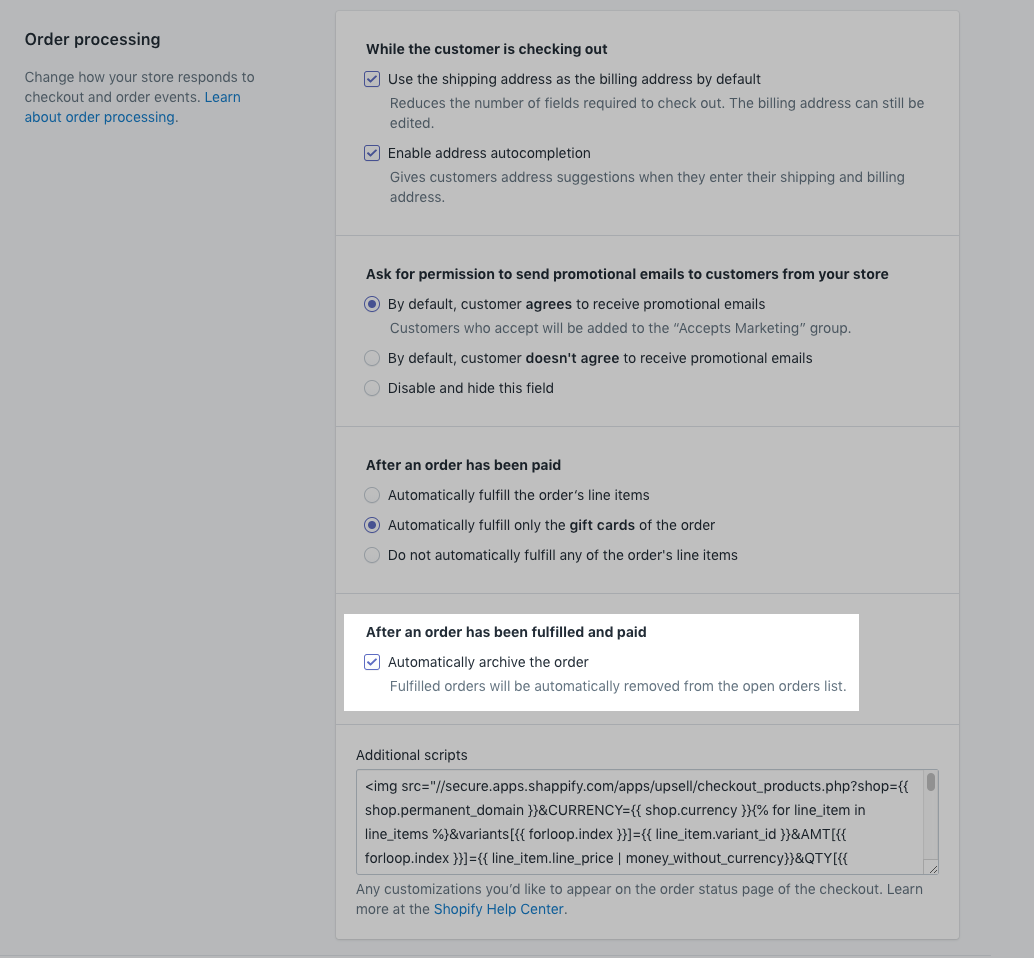 Order processing
Change how your store responds to
checkout and order events. Learn
about order processing.
While the customer is checking out
Use the shipping address as the billing address by default
Reduces the number of fields required to check out. The billing address can still be
edited.
Enable address autocompletion
Gives customers address suggestions when they enter their shipping and billing
address.
Ask for permission to send promotional emails to customers from your store
By default, customer agrees to receive promotional emails
Customers who accept will be added to the “Accepts Marketing” group.
By default, customer doesn't agree to receive promotional emails
Disable and hide this field
After an order has been paid
Automatically fulfill the order’s line items
Automatically fulfill only the gift cards of the order
Do not automatically fulfill any of the order's line items
After an order has been fulfilled and paid
Automatically archive the order
Fulfilled orders will be automatically removed from the open orders list.
Additional scripts
<img src="//secure.apps.shappify.com/apps/upsell/checkout_products.php?shop={{
shop.permanent_domain }}&CURRENCY={{ shop.currency }}{% for line_item in
line_items %}&variants[{{ forloop.index }}]={{ line_item.variant_id }}&AMT[{{
forloop.index }}]={{ line_item.line_price | money_without_currency}}&QTY[{{
Any customizations you’d like to appear on the order status page of the checkout. Learn
more at the Shopify Help Center.